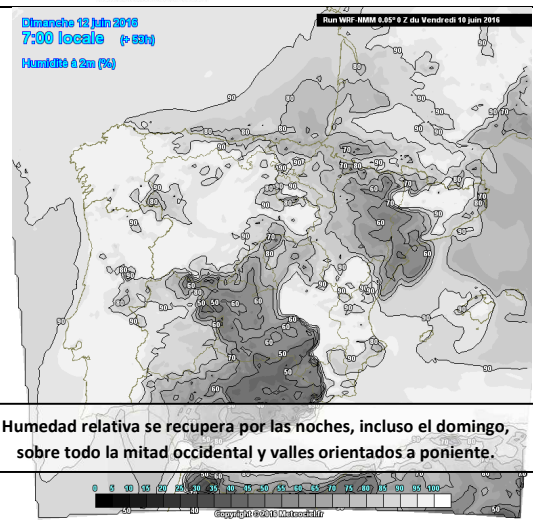 Dimanche 12 juin 2016
7:00 locale (+ 53h)
Humidité à 2m (%)
Run WRF-NMM 0.05° 0 Z du Vendredi 10 juin 2016
Humedad relativa se recupera por las noches, incluso el domingo,
sobre todo la mitad occidental y valles orientados a poniente.
0 5 10 15 20 25 30 35 40 45 50 55 60 65 70 75 80 85 90 95 100
Copyright © 2016 Meteociel.fr